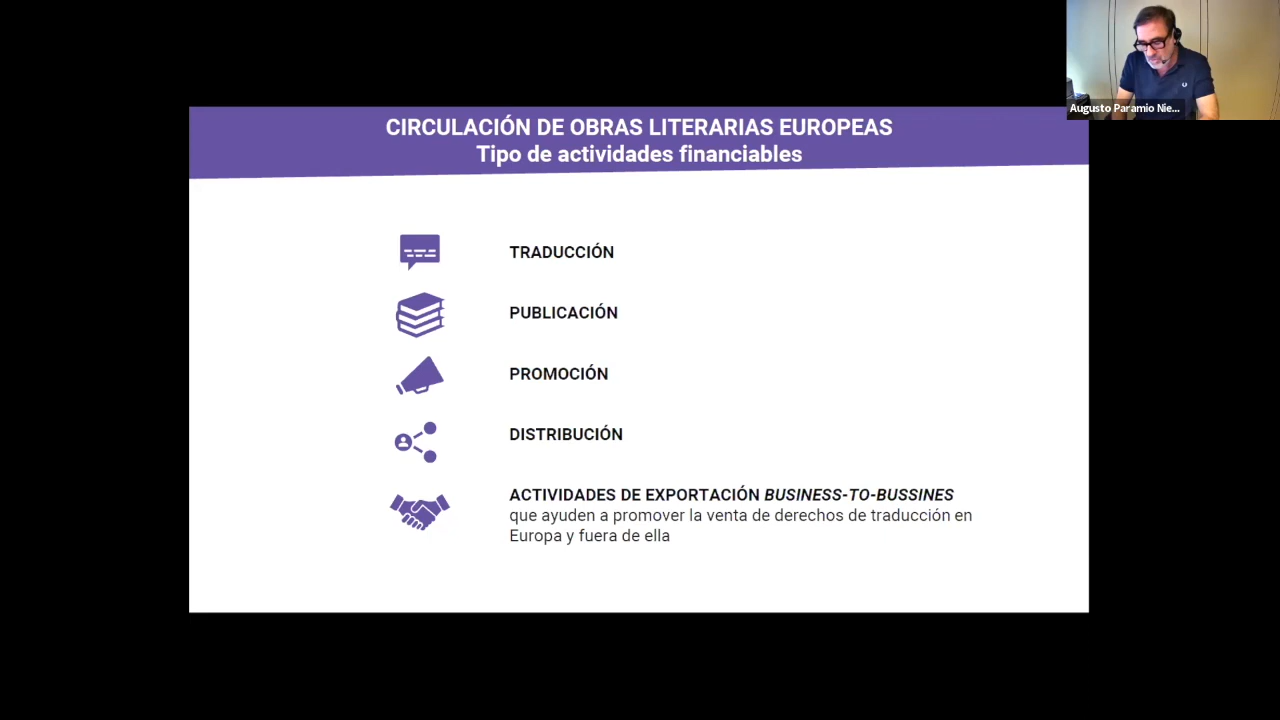 CIRCULACIÓN DE OBRAS LITERARIAS EUROPEAS
Tipo de actividades financiables
TRADUCCIÓN
PUBLICACIÓN
PROMOCIÓN
DISTRIBUCIÓN
ACTIVIDADES DE EXPORTACIÓN BUSINESS-TO-BUSSINES
que ayuden a promover la venta de derechos de traducción en
Europa y fuera de ella
Augusto Paramio Nie...